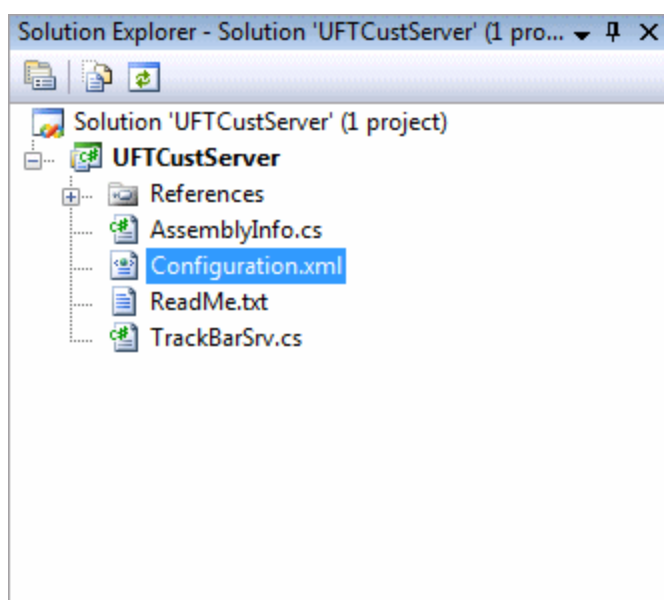 Solution Explorer - Solution 'UFTCustServer' (1 pro...
Solution 'UFTCustServer' (1 project)
UFTCustServer
References
AssemblyInfo.cs
Configuration.xml
ReadMe.txt
TrackBarSrv.cs